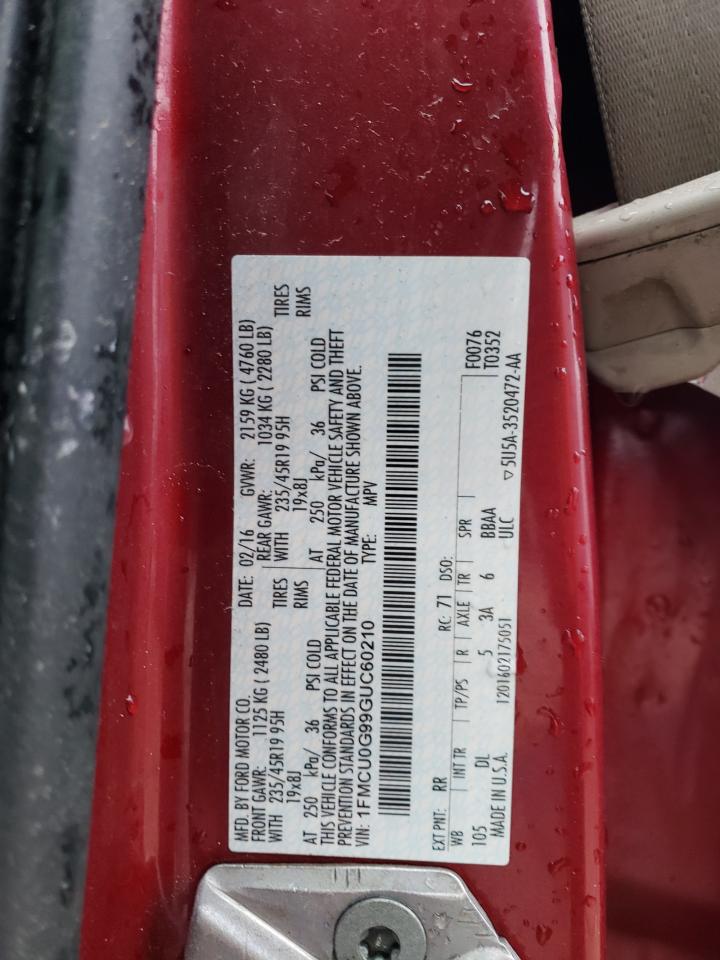 MFD. BY FORD MOTOR CO.
DATE: 02/16 GVWR: 2159 KG ( 4760 LB)
FRONT GAWR: 1125 KG ( 2480 LB) REAR GAWR: 1034 KG ( 2280 LB)
WITH 235/45R19 95H TIRES WITH 235/45R19 95H TIRES
19x8J RIMS 19x8J RIMS
AT 250 kPa/ 36 PSI COLD AT 250 kPa/ 36 PSI COLD
THIS VEHICLE CONFORMS TO ALL APPLICABLE FEDERAL MOTOR VEHICLE SAFETY AND THEFT
PREVENTION STANDARDS IN EFFECT ON THE DATE OF MANUFACTURE SHOWN ABOVE.
VIN: 1FMCU0G99GUC60210 TYPE: MPV
EXT PNT: RR RC: 71 DSO: F0076
WB INT TR TP/PS R AXLE TR SPR T0352
105 DL 5 3A 6 BBAA
MADE IN U.S.A. 1201602175051 ULC ▽5U5A-3520472-AA